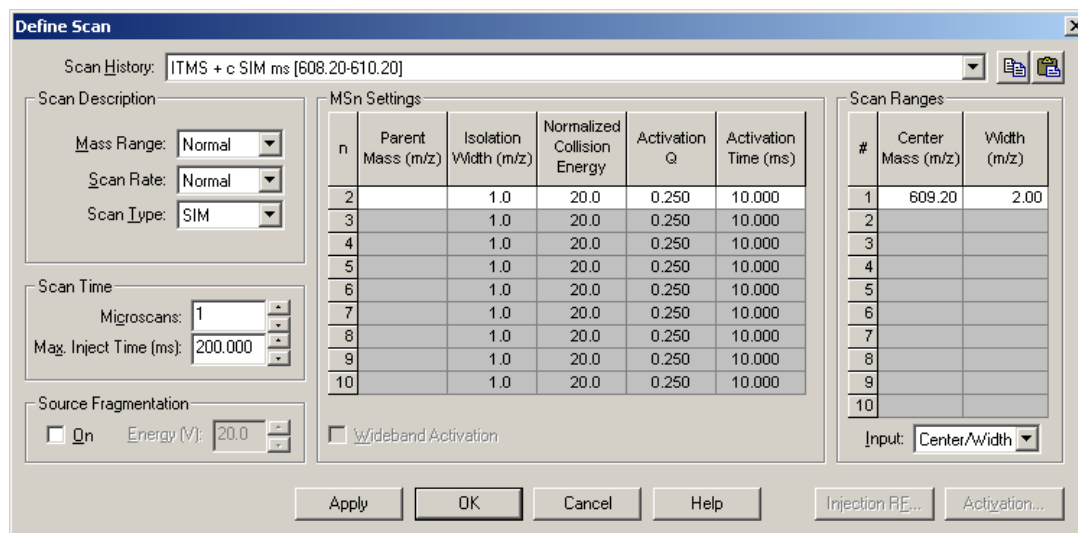 Define Scan
Scan History: ITMS + c SIM ms [608.20-610.20]
Scan Description
Mass Range: Normal
Scan Rate: Normal
Scan Type: SIM
Scan Time
Microscans: 1
Max. Inject Time (ms): 200.000
Source Fragmentation
On Energy (V): 20.0
MSn Settings
n Parent Mass (m/z) Isolation Width (m/z) Normalized Collision Energy Activation Q Activation Time (ms)
2 1.0 20.0 0.250 10.000
3 1.0 20.0 0.250 10.000
4 1.0 20.0 0.250 10.000
5 1.0 20.0 0.250 10.000
6 1.0 20.0 0.250 10.000
7 1.0 20.0 0.250 10.000
8 1.0 20.0 0.250 10.000
9 1.0 20.0 0.250 10.000
10 1.0 20.0 0.250 10.000
Wideband Activation
Scan Ranges
# Center Mass (m/z) Width (m/z)
1 609.20 2.00
2
3
4
5
6
7
8
9
10
Input: Center/Width
Apply OK Cancel Help Injection RF... Activation...